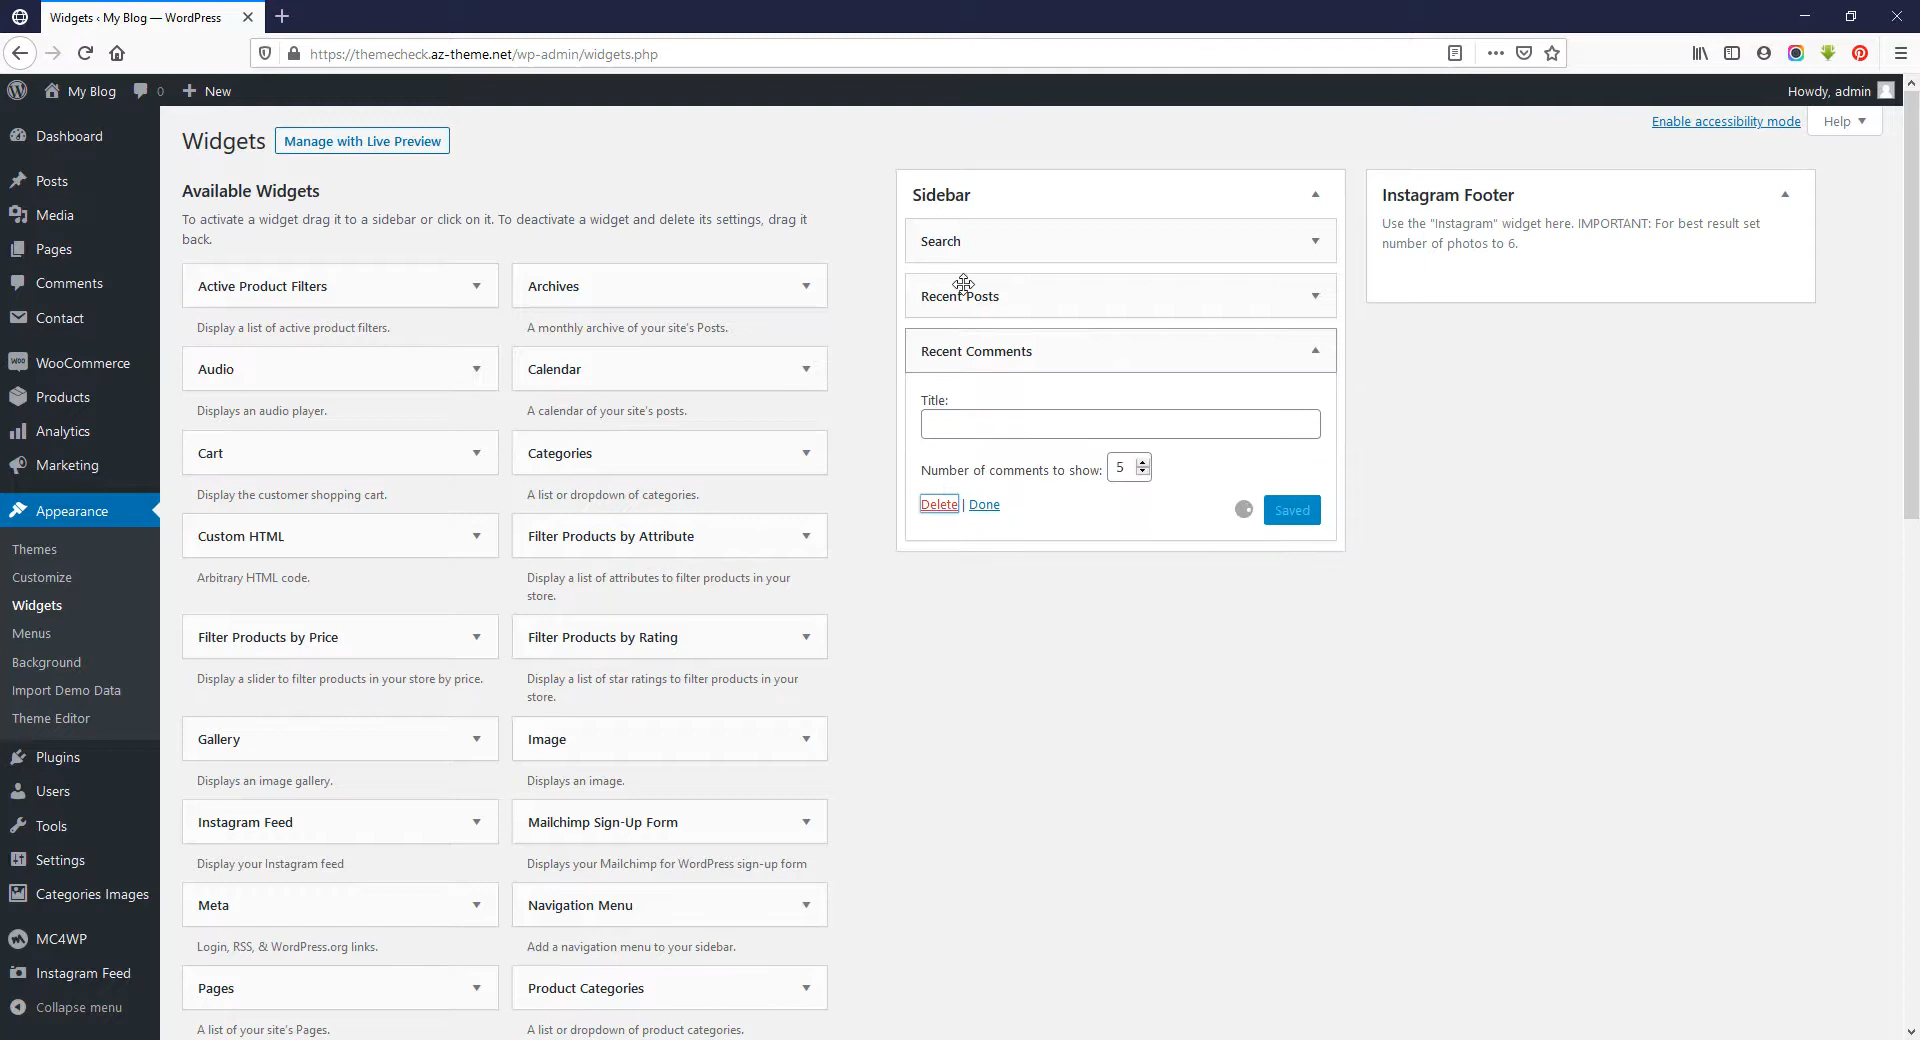 Widgets ‹ My Blog — WordPress
https://themecheck.az-theme.net/wp-admin/widgets.php
My Blog
0
New
Howdy, admin
Dashboard
Posts
Media
Pages
Comments
Contact
WooCommerce
Products
Analytics
Marketing
Appearance
Themes
Customize
Widgets
Menus
Background
Import Demo Data
Theme Editor
Plugins
Users
Tools
Settings
Categories Images
MC4WP
Instagram Feed
Collapse menu
Enable accessibility mode
Help
Widgets
Manage with Live Preview
Available Widgets
To activate a widget drag it to a sidebar or click on it. To deactivate a widget and delete its settings, drag it
back.
Active Product Filters
Display a list of active product filters.
Archives
A monthly archive of your site's Posts.
Audio
Displays an audio player.
Calendar
A calendar of your site's posts.
Cart
Display the customer shopping cart.
Categories
A list or dropdown of categories.
Custom HTML
Arbitrary HTML code.
Filter Products by Attribute
Display a list of attributes to filter products in your
store.
Filter Products by Price
Display a slider to filter products in your store by price.
Filter Products by Rating
Display a list of star ratings to filter products in your
store.
Gallery
Displays an image gallery.
Image
Displays an image.
Instagram Feed
Display your Instagram feed
Mailchimp Sign-Up Form
Displays your Mailchimp for WordPress sign-up form
Meta
Login, RSS, & WordPress.org links.
Navigation Menu
Add a navigation menu to your sidebar.
Pages
A list of your site's Pages.
Product Categories
A list or dropdown of product categories.
Sidebar
Search
Recent Posts
Recent Comments
Title:
Number of comments to show: 5
Delete | Done
Saved
Instagram Footer
Use the "Instagram" widget here. IMPORTANT: For best result set
number of photos to 6.